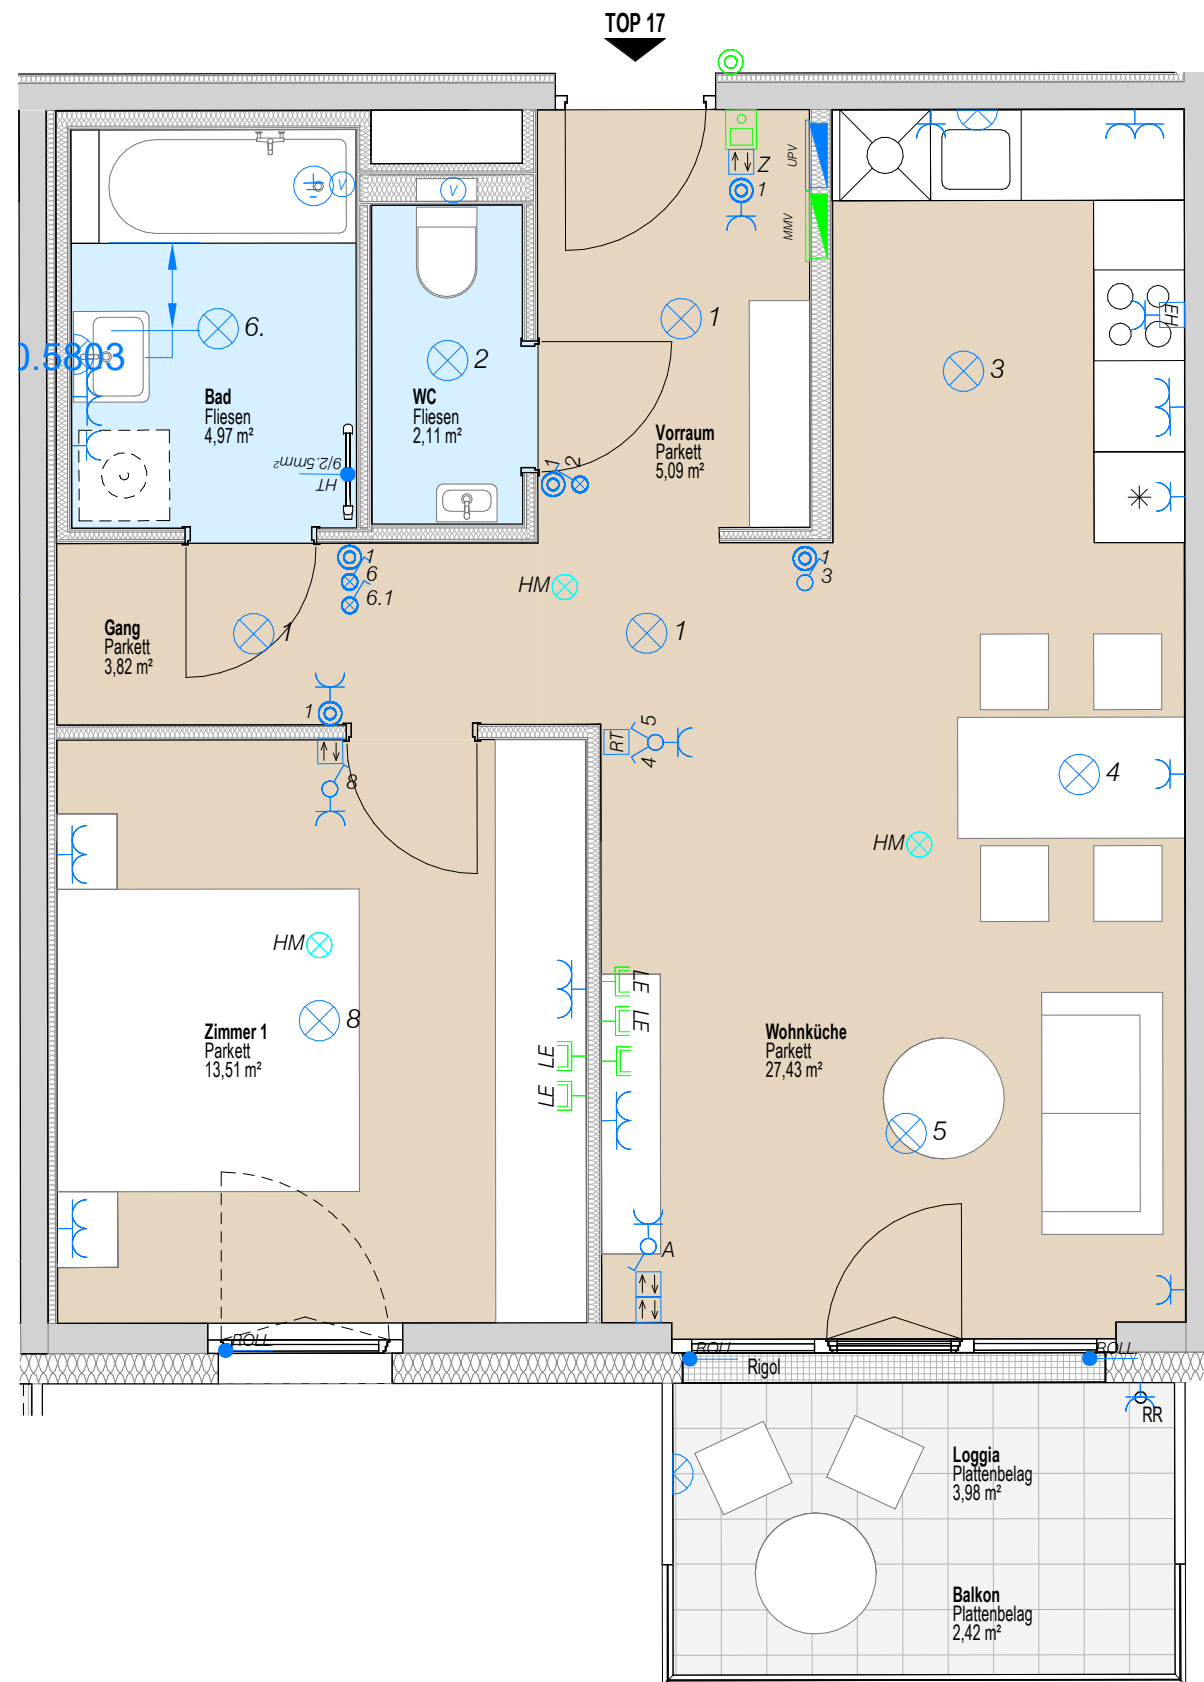 TOP 17
Z
1
UPV
MMV
V
V
6.
0.5803
2
1
3
EH
Bad
Fliesen
4,97 m²
WC
Fliesen
2,11 m²
Vorraum
Parkett
5,09 m²
9/2.5mm²
HT
1
2
1
6
6.1
HM
1
3
1
1
Gang
Parkett
3,82 m²
1
8
RT
5
4
4
HM
HM
8
Zimmer 1
Parkett
13,51 m²
LE
LE
LE
LE
Wohnküche
Parkett
27,43 m²
5
A
ROLL.
ROLL.
ROLL.
Rigol
RR
Loggia
Plattenbelag
3,98 m²
Balkon
Plattenbelag
2,42 m²